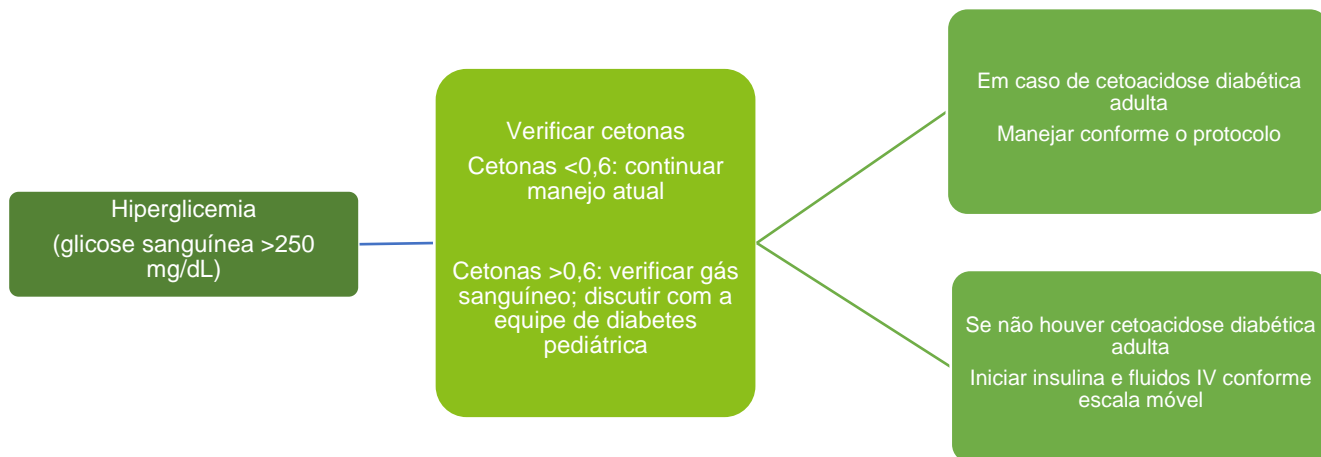 Hiperglicemia
(glicose sanguínea >250
mg/dL)
Verificar cetonas
Cetonas <0,6: continuar
manejo atual
Cetonas >0,6: verificar gás
sanguíneo; discutir com a
equipe de diabetes
pediátrica
Em caso de cetoacidose diabética
adulta
Manejar conforme o protocolo
Se não houver cetoacidose diabética
adulta
Iniciar insulina e fluidos IV conforme
escala móvel